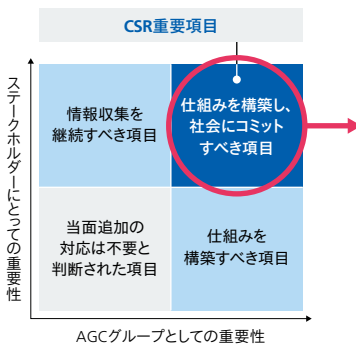 CSR重要項目
ステークホルダーにとっての重要性
情報収集を
継続すべき項目
仕組みを構築し、
社会にコミット
すべき項目
当面追加の
対応は不要と
判断された項目
仕組みを
構築すべき項目
AGCグループとしての重要性